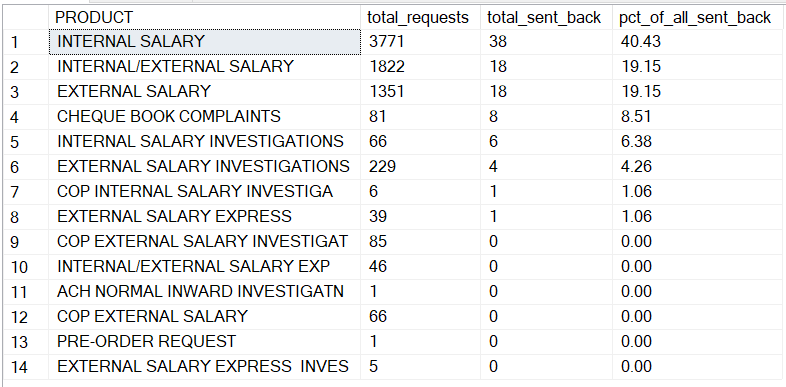 PRODUCT total_requests total_sent_back pct_of_all_sent_back
1 INTERNAL SALARY 3771 38 40.43
2 INTERNAL/EXTERNAL SALARY 1822 18 19.15
3 EXTERNAL SALARY 1351 18 19.15
4 CHEQUE BOOK COMPLAINTS 81 8 8.51
5 INTERNAL SALARY INVESTIGATIONS 66 6 6.38
6 EXTERNAL SALARY INVESTIGATIONS 229 4 4.26
7 COP INTERNAL SALARY INVESTIGA 6 1 1.06
8 EXTERNAL SALARY EXPRESS 39 1 1.06
9 COP EXTERNAL SALARY INVESTIGAT 85 0 0.00
10 INTERNAL/EXTERNAL SALARY EXP 46 0 0.00
11 ACH NORMAL INWARD INVESTIGATN 1 0 0.00
12 COP EXTERNAL SALARY 66 0 0.00
13 PRE-ORDER REQUEST 1 0 0.00
14 EXTERNAL SALARY EXPRESS  INVES 5 0 0.00